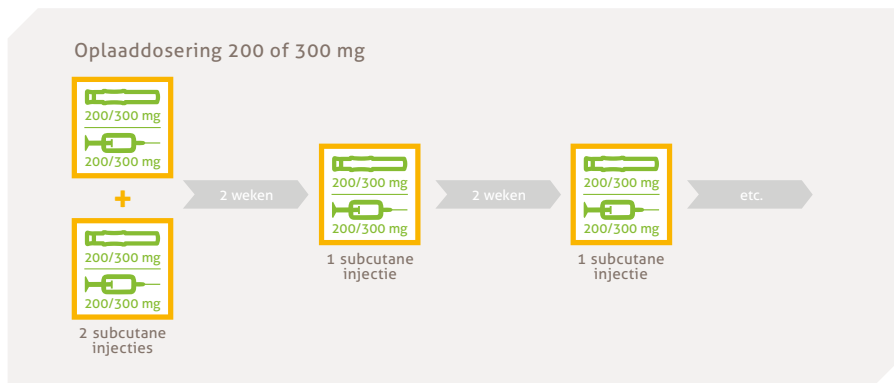 Oplaaddosering 200 of 300 mg
200/300 mg
200/300 mg
+
200/300 mg
200/300 mg
2 subcutane
injecties
2 weken
200/300 mg
200/300 mg
1 subcutane
injectie
2 weken
200/300 mg
200/300 mg
1 subcutane
injectie
etc.